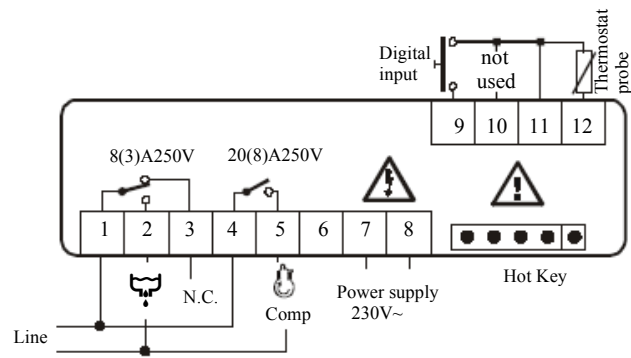 Digital
input
not
used
Thermostat
probe
9 10 11 12
8(3)A250V
20(8)A250V
1 2 3 4 5 6 7 8
N.C.
Comp
Power supply
230V~
Hot Key
Line